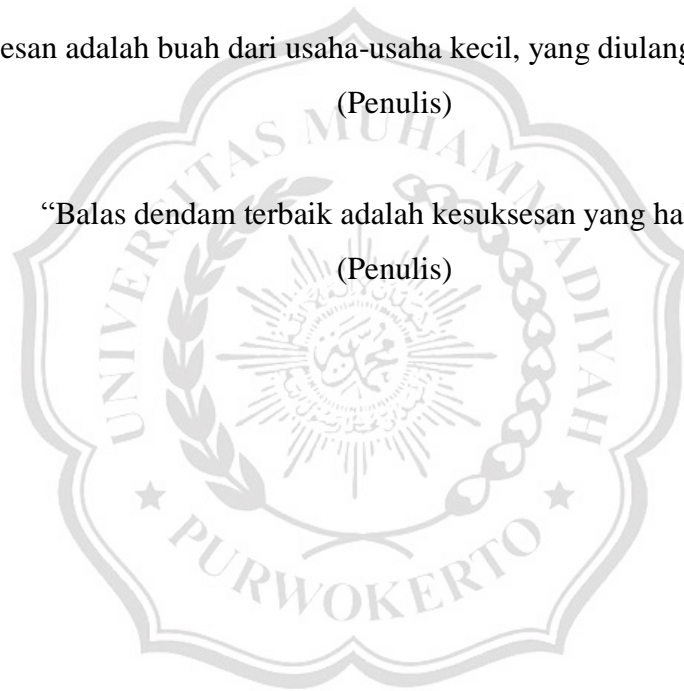 esan adalah buah dari usaha-usaha kecil, yang diulang
(Penulis)
“Balas dendam terbaik adalah kesuksesan yang ha
(Penulis)
UNIVERSITAS MUHAMMADIYAH
PURWOKERTO